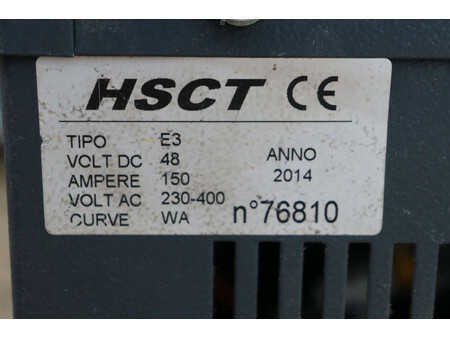 HSCT CE
TIPO E3
VOLT DC 48 ANNO
AMPERE 150 2014
VOLT AC 230-400
CURVE WA n°76810